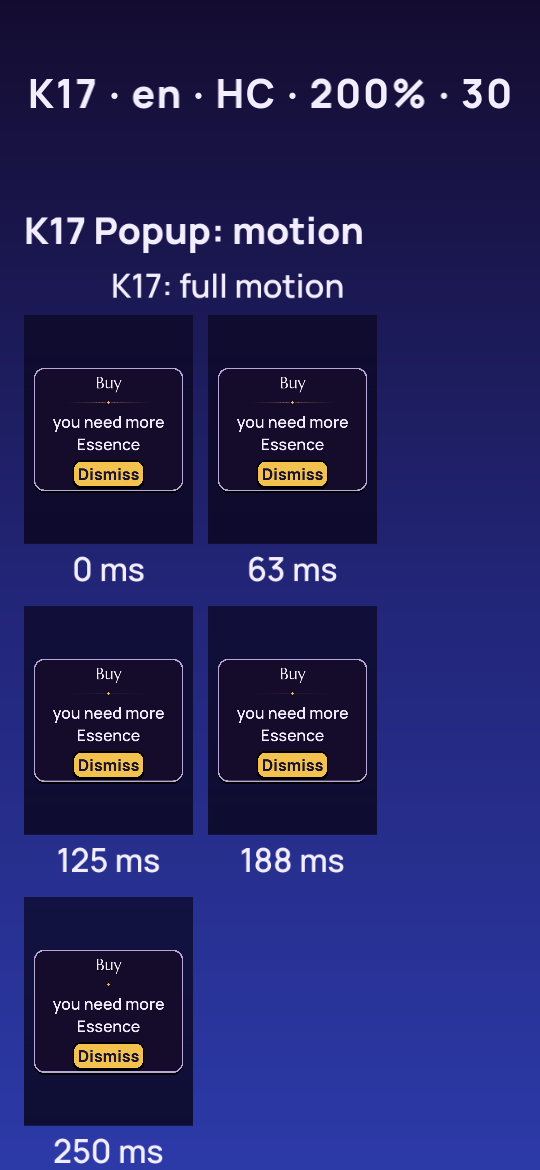 K17 · en · HC · 200% · 30
K17 Popup: motion
K17: full motion
Buy
you need more
Essence
Dismiss
0 ms
Buy
you need more
Essence
Dismiss
63 ms
Buy
you need more
Essence
Dismiss
125 ms
Buy
you need more
Essence
Dismiss
188 ms
Buy
you need more
Essence
Dismiss
250 ms